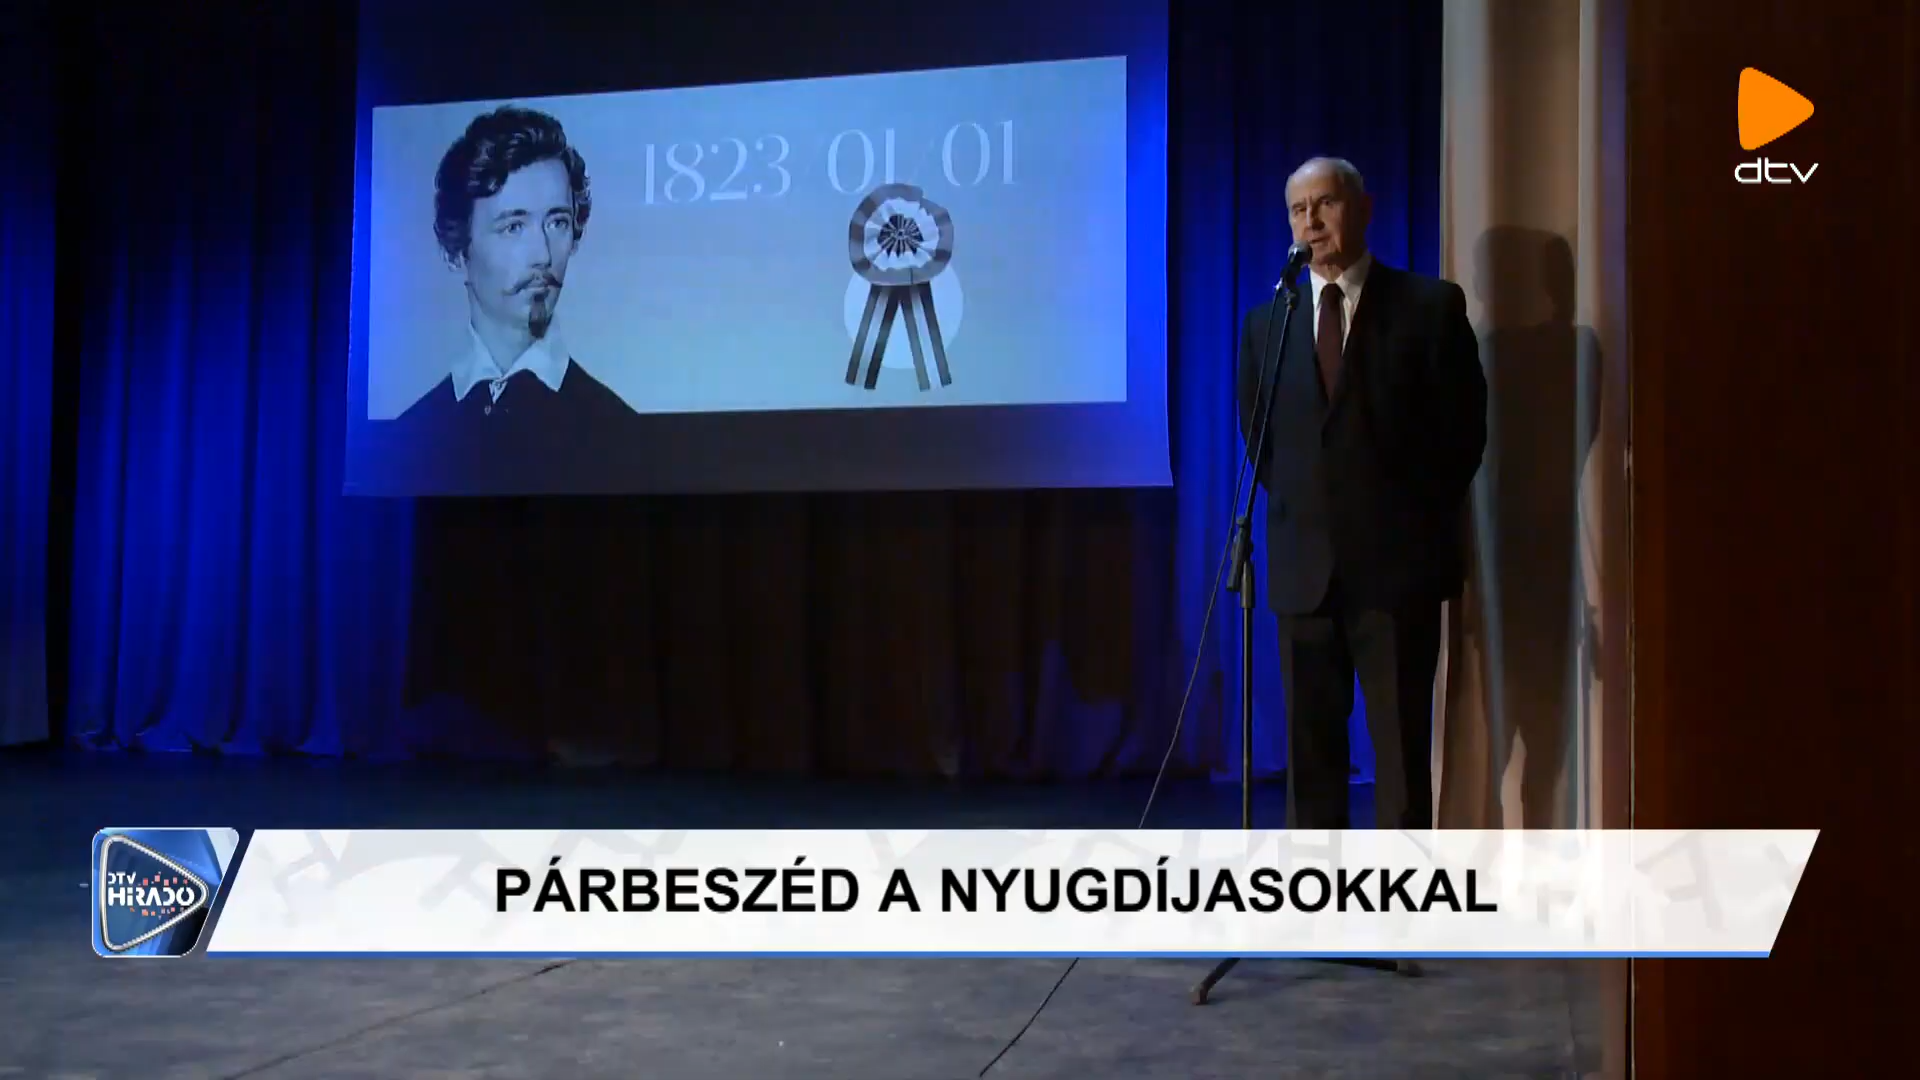 1823/01/01
dtv
DTV
HÍRADÓ
PÁRBESZÉD A NYUGDÍJASOKKAL